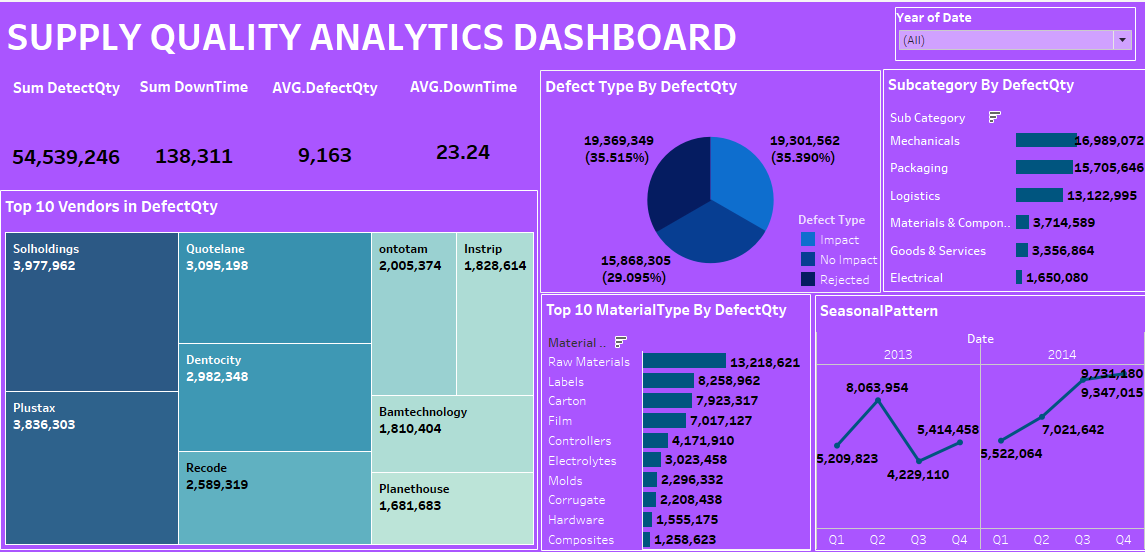 SUPPLY QUALITY ANALYTICS DASHBOARD
Year of Date
(All)
Sum DetectQty
54,539,246
Sum DownTime
138,311
AVG.DefectQty
9,163
AVG.DownTime
23.24
Defect Type By DefectQty
19,369,349
(35.515%)
19,301,562
(35.390%)
15,868,305
(29.095%)
Defect Type
Impact
No Impact
Rejected
Subcategory By DefectQty
Sub Category
Mechanicals 16,989,072
Packaging 15,705,646
Logistics 13,122,995
Materials & Compon.. 3,714,589
Goods & Services 3,356,864
Electrical 1,650,080
Top 10 Vendors in DefectQty
Solholdings
3,977,962
Plustax
3,836,303
Quotelane
3,095,198
Dentocity
2,982,348
Recode
2,589,319
ontotam
2,005,374
Instrip
1,828,614
Bamtechnology
1,810,404
Planethouse
1,681,683
Top 10 MaterialType By DefectQty
Material ..
Raw Materials 13,218,621
Labels 8,258,962
Carton 7,923,317
Film 7,017,127
Controllers 4,171,910
Electrolytes 3,023,458
Molds 2,296,332
Corrugate 2,208,438
Hardware 1,555,175
Composites 1,258,623
SeasonalPattern
Date
2013 2014
9,731,180
8,063,954
9,347,015
5,414,458
7,021,642
5,209,823
5,522,064
4,229,110
Q1 Q2 Q3 Q4 Q1 Q2 Q3 Q4